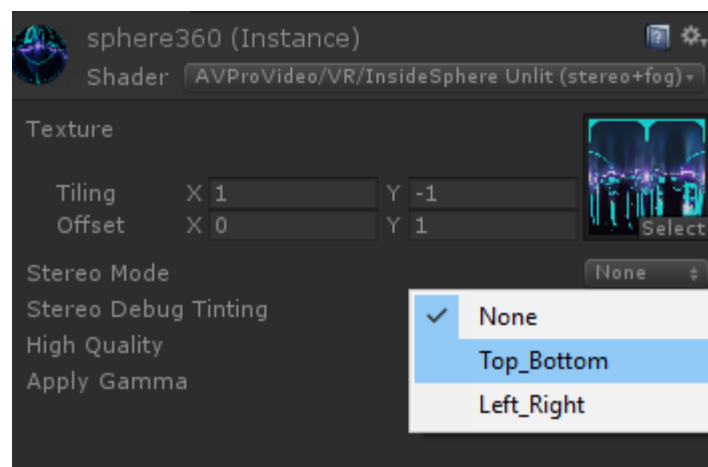 sphere360 (Instance)
Shader AVProVideo/VR/InsideSphere Unlit (stereo+fog)
Texture
Tiling X 1 Y -1
Offset X 0 Y 1
Select
Stereo Mode None
Stereo Debug Tinting
None
High Quality
Top_Bottom
Apply Gamma
Left_Right